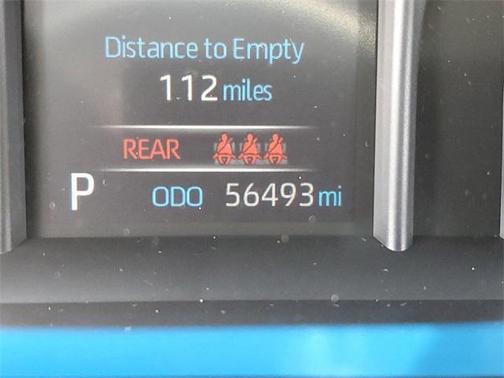 Distance to Empty
112 miles
REAR
P ODO 56493 mi